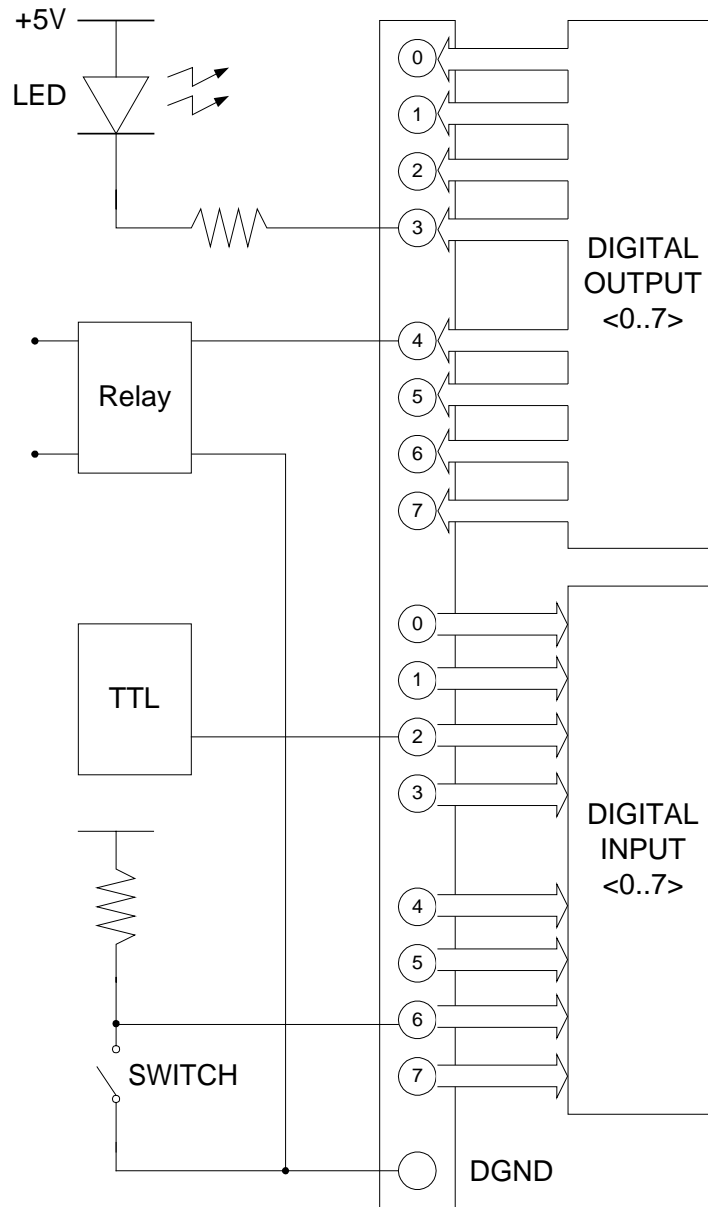 +5V
LED
0
1
2
3
DIGITAL
OUTPUT
<0..7>
4
Relay
5
6
7
0
TTL
1
2
3
DIGITAL
INPUT
<0..7>
4
5
6
SWITCH
7
DGND